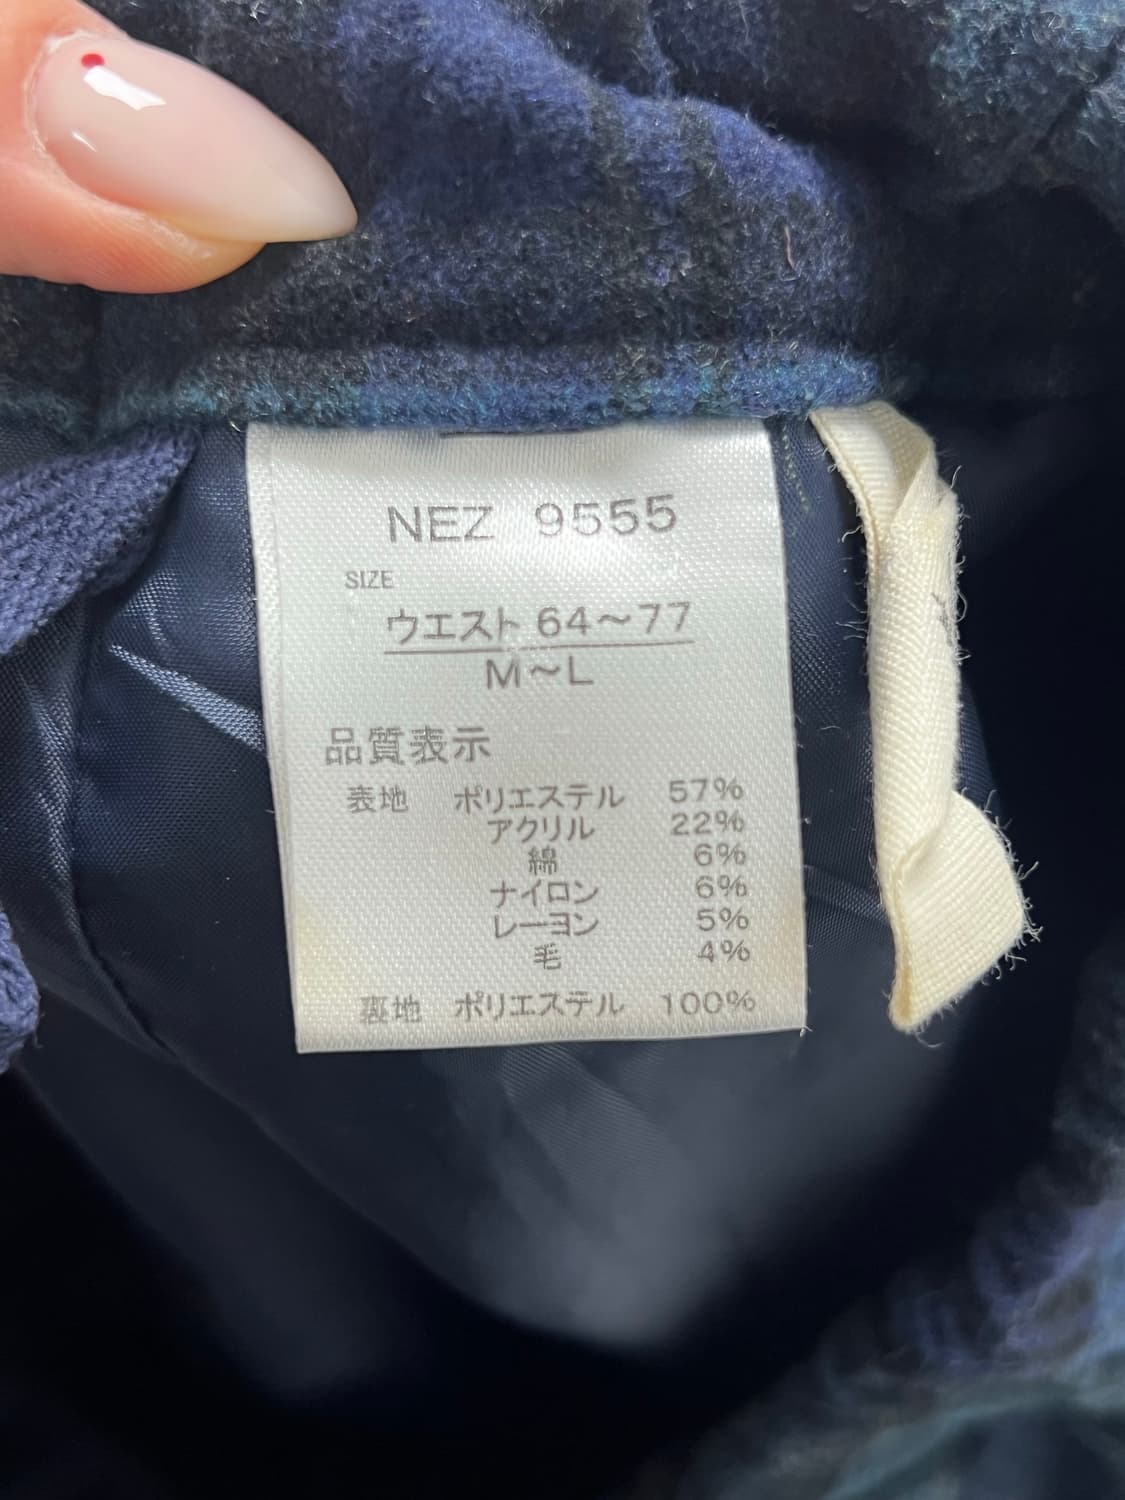 NEZ 9555
SIZE
ウエスト 64～77
M～L
品質表示
表地 ポリエステル 57%
アクリル 22%
綿 6%
ナイロン 6%
レーヨン 5%
毛 4%
裏地 ポリエステル 100%